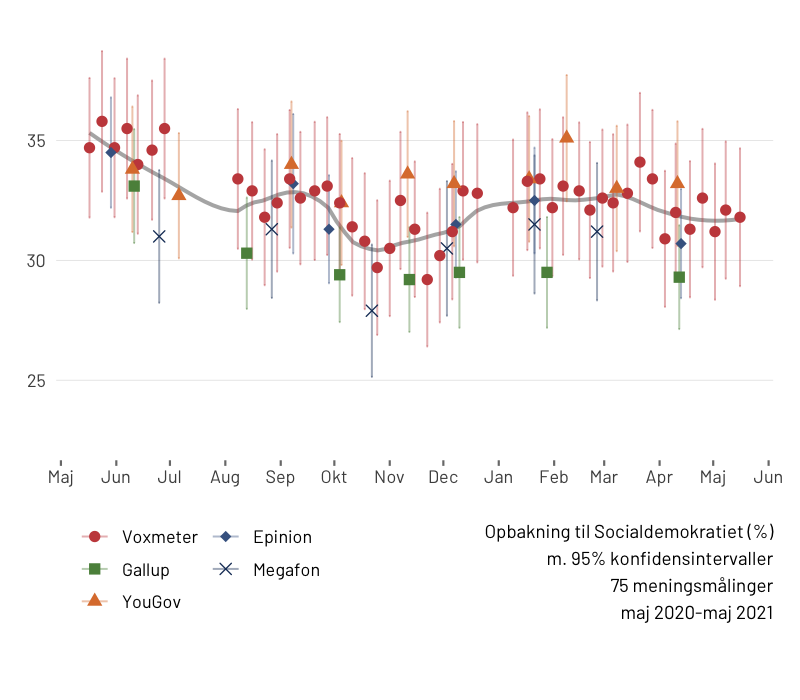 35
30
25
Maj Jun Jul Aug Sep Okt Nov Dec Jan Feb Mar Apr Maj Jun
Voxmeter Epinion
Gallup Megafon
YouGov
Opbakning til Socialdemokratiet (%)
m. 95% konfidensintervaller
75 meningsmålinger
maj 2020-maj 2021